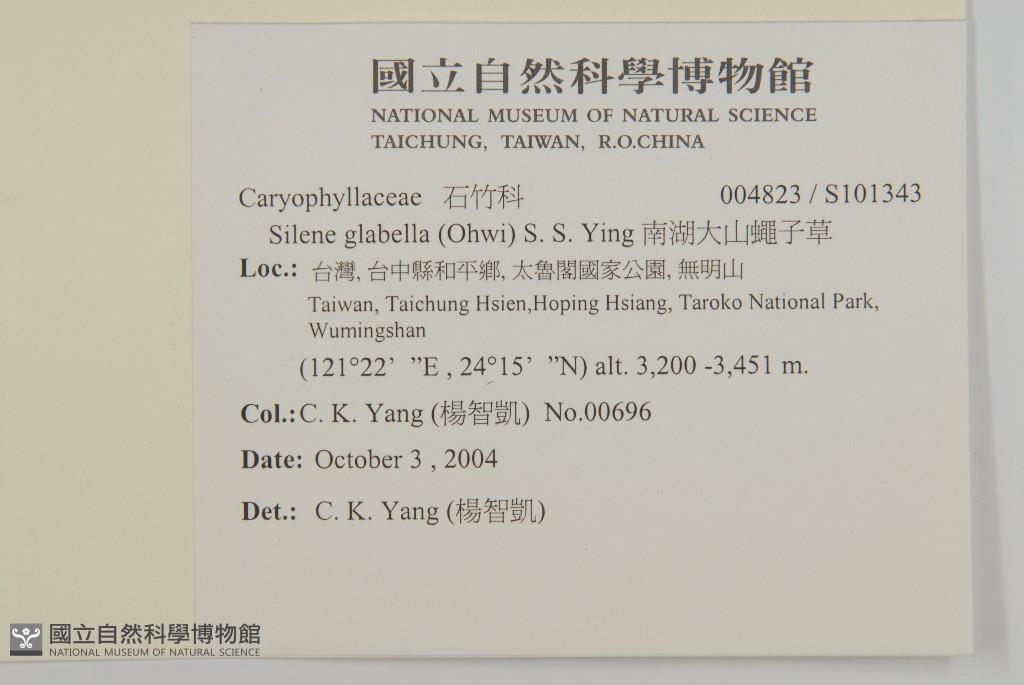 國立自然科學博物館
NATIONAL MUSEUM OF NATURAL SCIENCE
TAICHUNG, TAIWAN, R.O.CHINA
Caryophyllaceae 石竹科 004823 / S101343
Silene glabella (Ohwi) S. S. Ying 南湖大山蠅子草
Loc.: 台灣, 台中縣和平鄉, 太魯閣國家公園, 無明山
Taiwan, Taichung Hsien,Hoping Hsiang, Taroko National Park,
Wumingshan
(121°22’ ”E , 24°15’ ”N) alt. 3,200 -3,451 m.
Col.: C. K. Yang (楊智凱) No.00696
Date: October 3 , 2004
Det.: C. K. Yang (楊智凱)
國立自然科學博物館
NATIONAL MUSEUM OF NATURAL SCIENCE